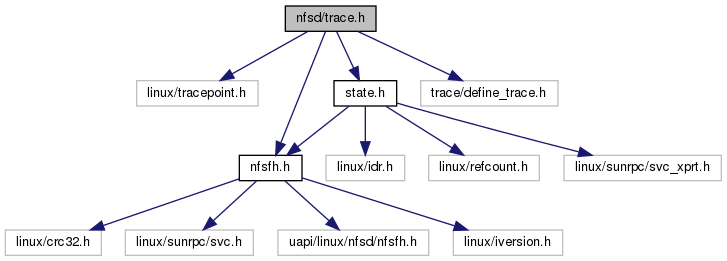 nfsd/trace.h
linux/tracepoint.h
state.h
trace/define_trace.h
nfsfh.h
linux/idr.h
linux/refcount.h
linux/sunrpc/svc_xprt.h
linux/crc32.h
linux/sunrpc/svc.h
uapi/linux/nfsd/nfsfh.h
linux/iversion.h